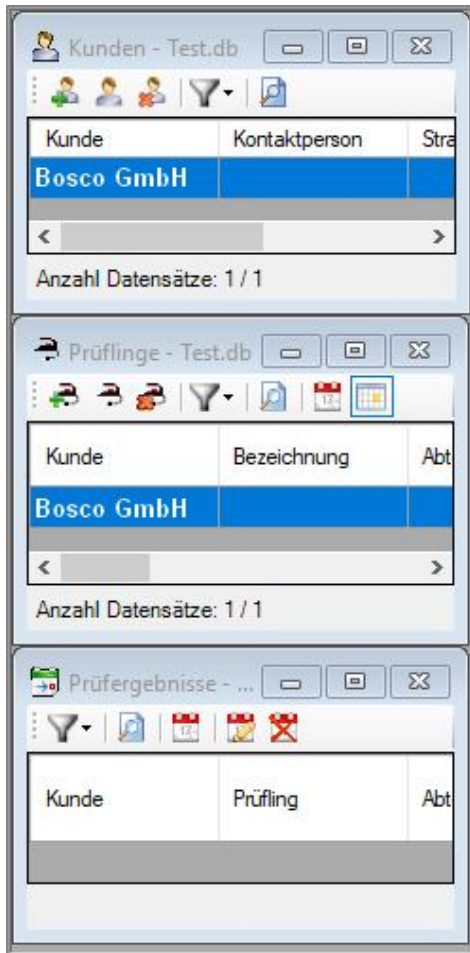 Kunden - Test.db
Kunde Kontaktperson Stra
Bosco GmbH
Anzahl Datensätze: 1 / 1
Prüflinge - Test.db
Kunde Bezeichnung Abt
Bosco GmbH
Anzahl Datensätze: 1 / 1
Prüfergebnisse - ...
Kunde Prüfling Abt